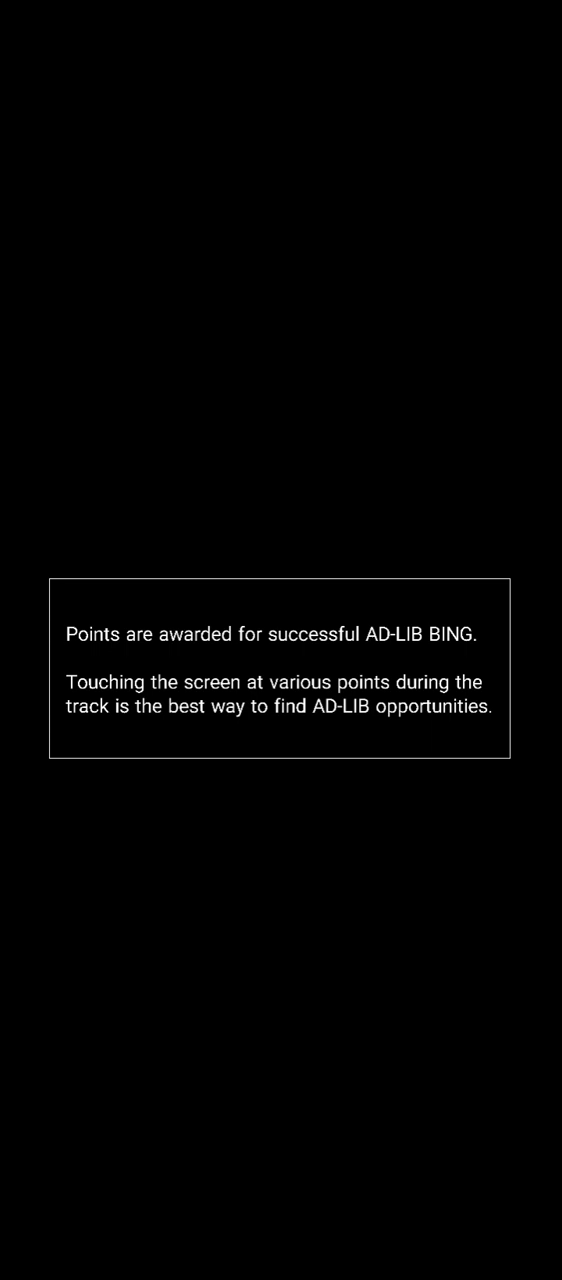 Points are awarded for successful AD-LIB BING.
Touching the screen at various points during the
track is the best way to find AD-LIB opportunities.